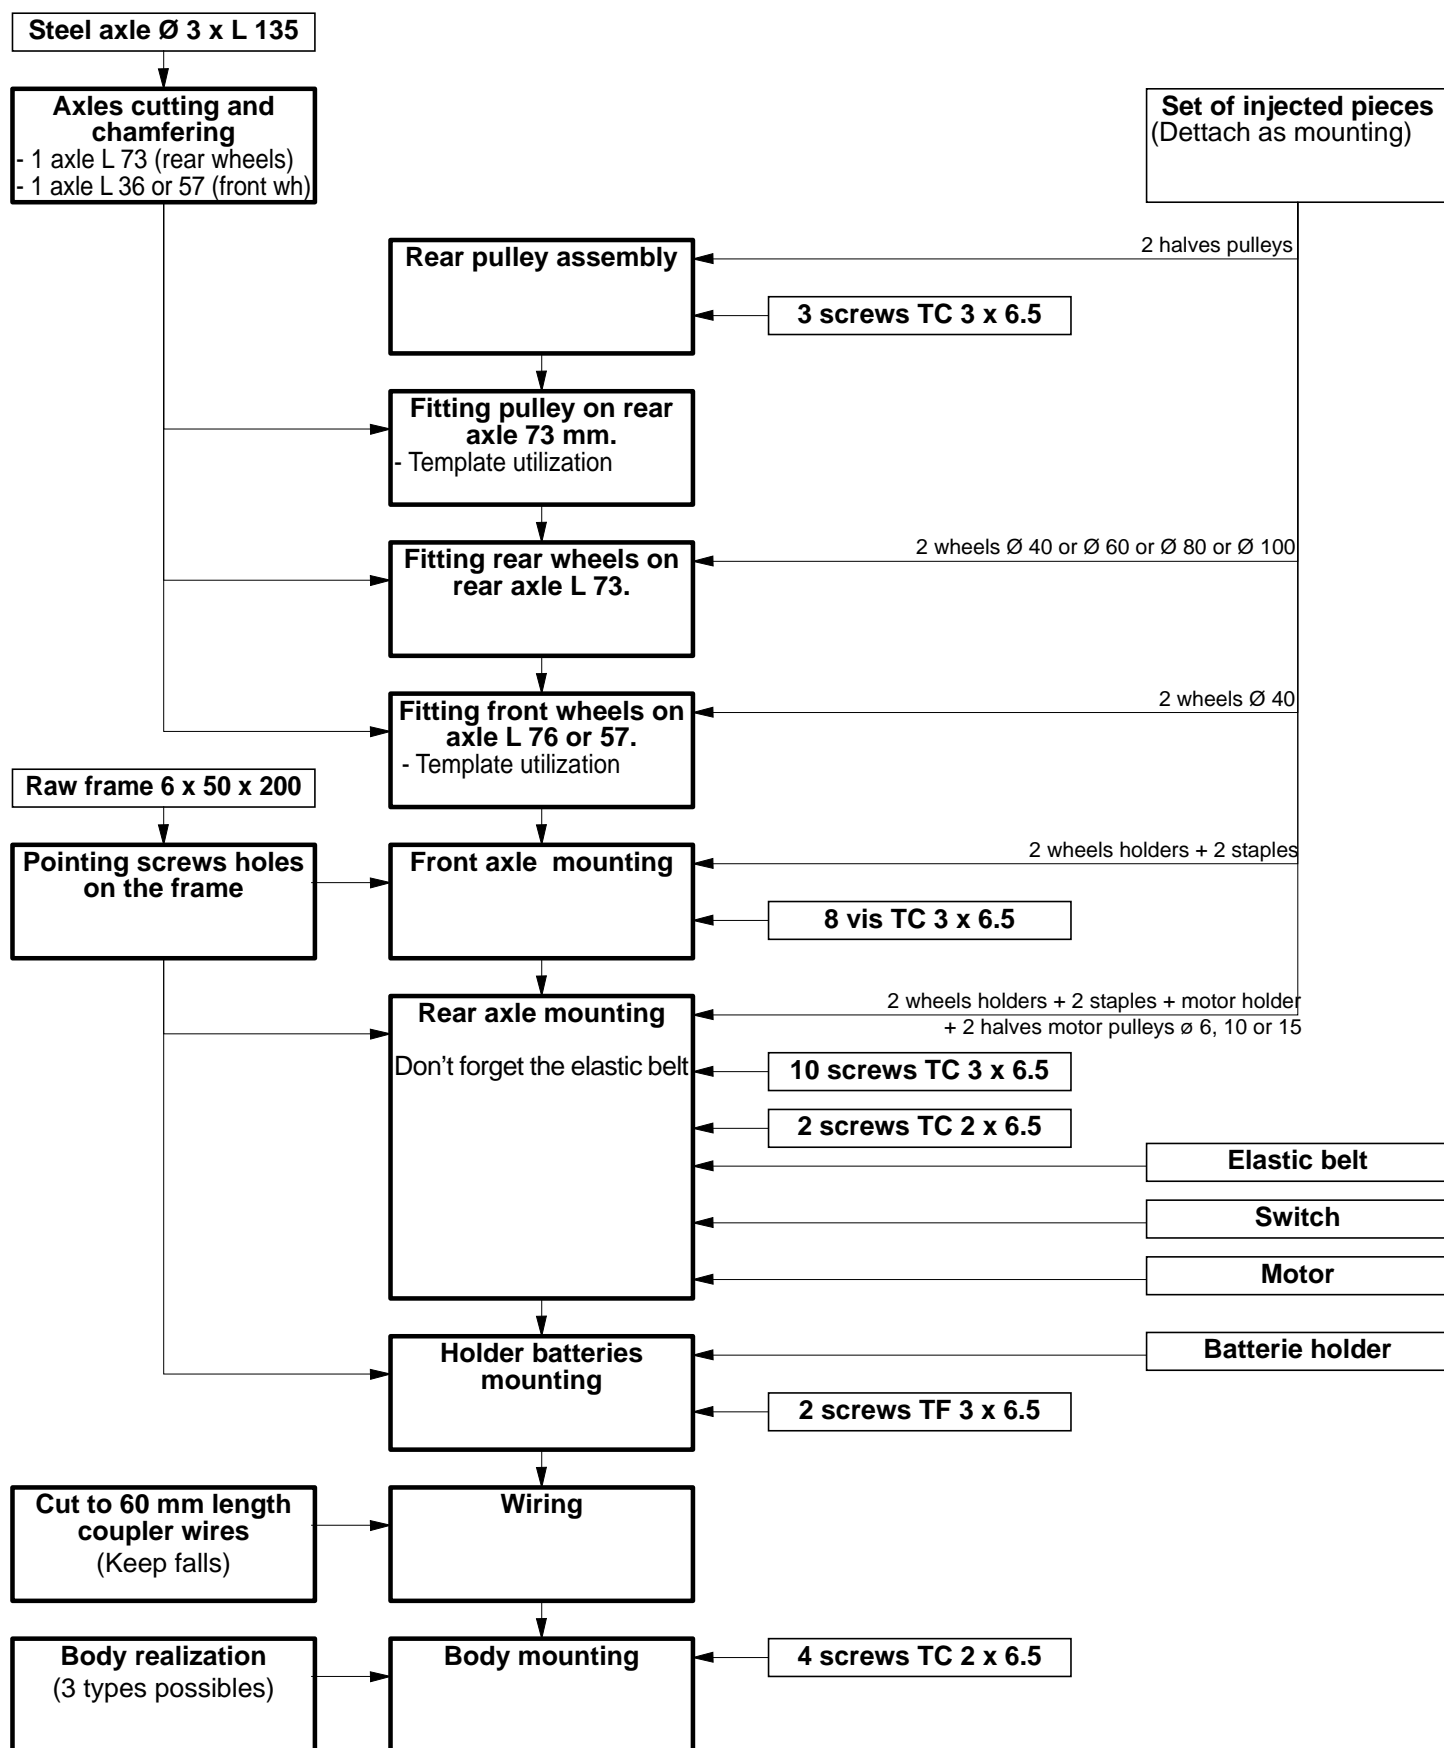 Steel axle Ø 3 x L 135
Axles cutting and
chamfering
- 1 axle L 73 (rear wheels)
- 1 axle L 36 or 57 (front wh)
Set of injected pieces
(Dettach as mounting)
Rear pulley assembly
2 halves pulleys
3 screws TC 3 x 6.5
Fitting pulley on rear
axle 73 mm.
- Template utilization
Fitting rear wheels on
rear axle L 73.
2 wheels Ø 40 or Ø 60 or Ø 80 or Ø 100
Fitting front wheels on
axle L 76 or 57.
- Template utilization
2 wheels Ø 40
Raw frame 6 x 50 x 200
Pointing screws holes
on the frame
Front axle  mounting
2 wheels holders + 2 staples
8 vis TC 3 x 6.5
Rear axle mounting
Don't forget the elastic belt
2 wheels holders + 2 staples + motor holder
+ 2 halves motor pulleys ø 6, 10 or 15
10 screws TC 3 x 6.5
2 screws TC 2 x 6.5
Elastic belt
Switch
Motor
Holder batteries
mounting
Batterie holder
2 screws TF 3 x 6.5
Cut to 60 mm length
coupler wires
(Keep falls)
Wiring
Body realization
(3 types possibles)
Body mounting
4 screws TC 2 x 6.5